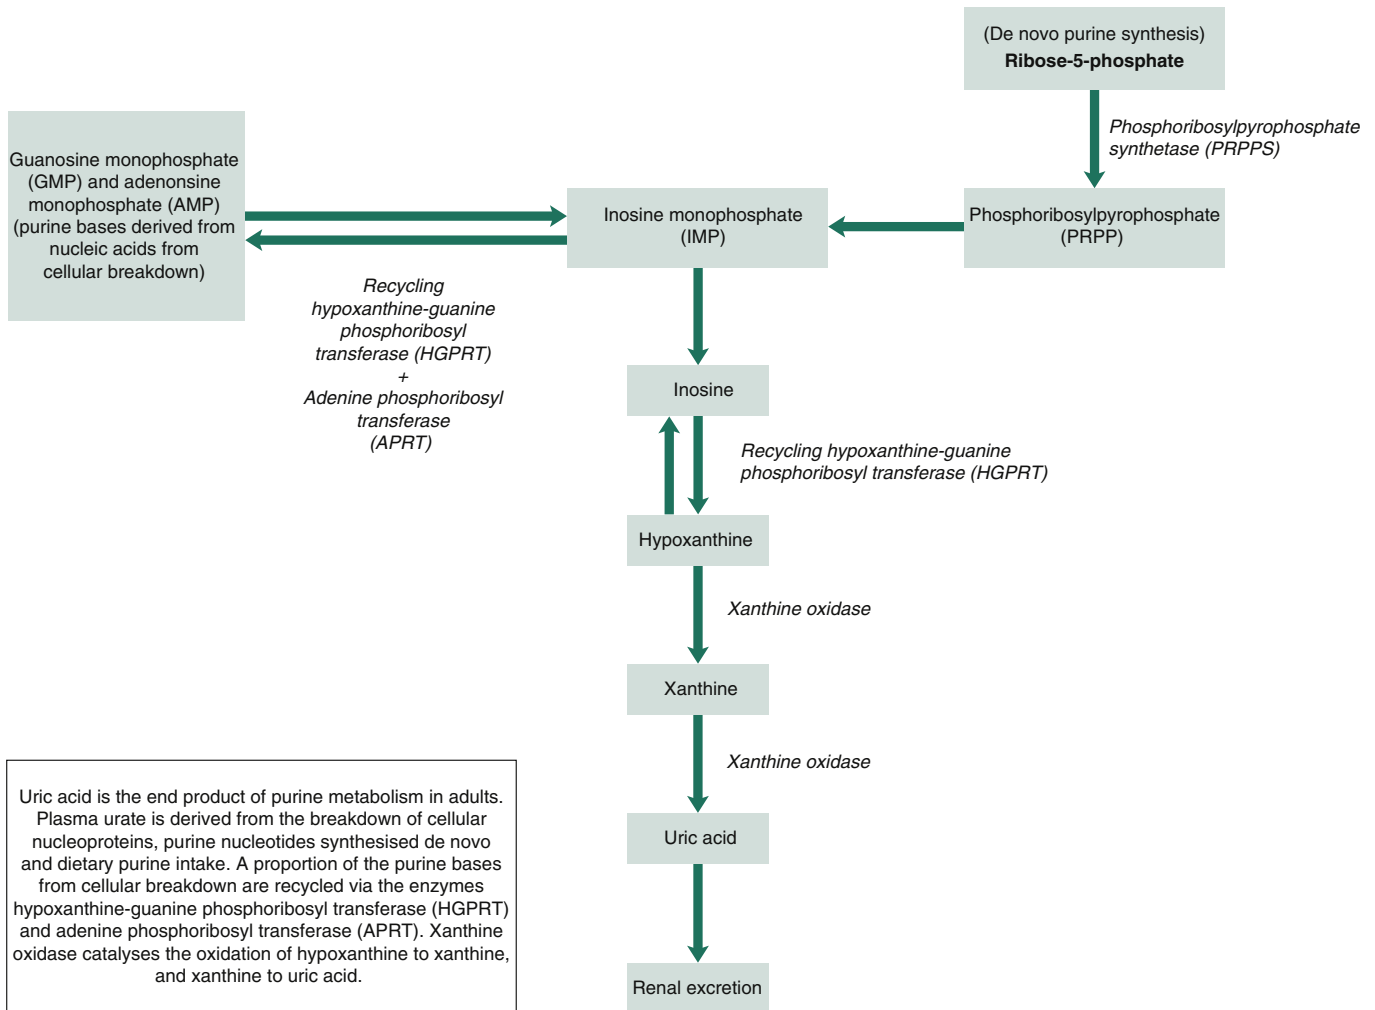 (De novo purine synthesis)
Ribose-5-phosphate
Phosphoribosylpyrophosphate
synthetase (PRPPS)
Guanosine monophosphate
(GMP) and adenonsine
monophosphate (AMP)
(purine bases derived from
nucleic acids from
cellular breakdown)
Inosine monophosphate
(IMP)
Phosphoribosylpyrophosphate
(PRPP)
Recycling
hypoxanthine-guanine
phosphoribosyl
transferase (HGPRT)
+
Adenine phosphoribosyl
transferase
(APRT)
Inosine
Recycling hypoxanthine-guanine
phosphoribosyl transferase (HGPRT)
Hypoxanthine
Xanthine oxidase
Xanthine
Xanthine oxidase
Uric acid
Renal excretion
Uric acid is the end product of purine metabolism in adults.
Plasma urate is derived from the breakdown of cellular
nucleoproteins, purine nucleotides synthesised de novo
and dietary purine intake. A proportion of the purine bases
from cellular breakdown are recycled via the enzymes
hypoxanthine-guanine phosphoribosyl transferase (HGPRT)
and adenine phosphoribosyl transferase (APRT). Xanthine
oxidase catalyses the oxidation of hypoxanthine to xanthine,
and xanthine to uric acid.